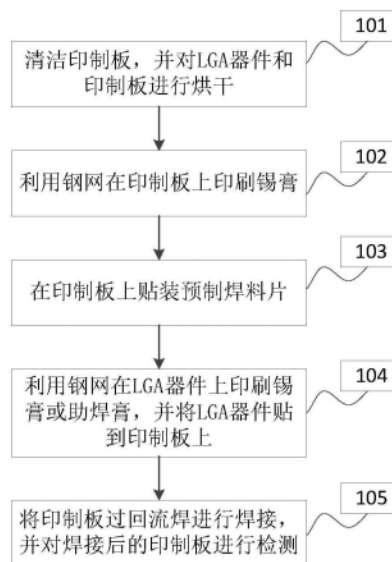 101
清洁印制板，并对LGA器件和
印制板进行烘干
102
利用钢网在印制板上印刷锡膏
103
在印制板上贴装预制焊料片
104
利用钢网在LGA器件上印刷锡
膏或助焊膏，并将LGA器件贴
到印制板上
105
将印制板过回流焊进行焊接，
并对焊接后的印制板进行检测